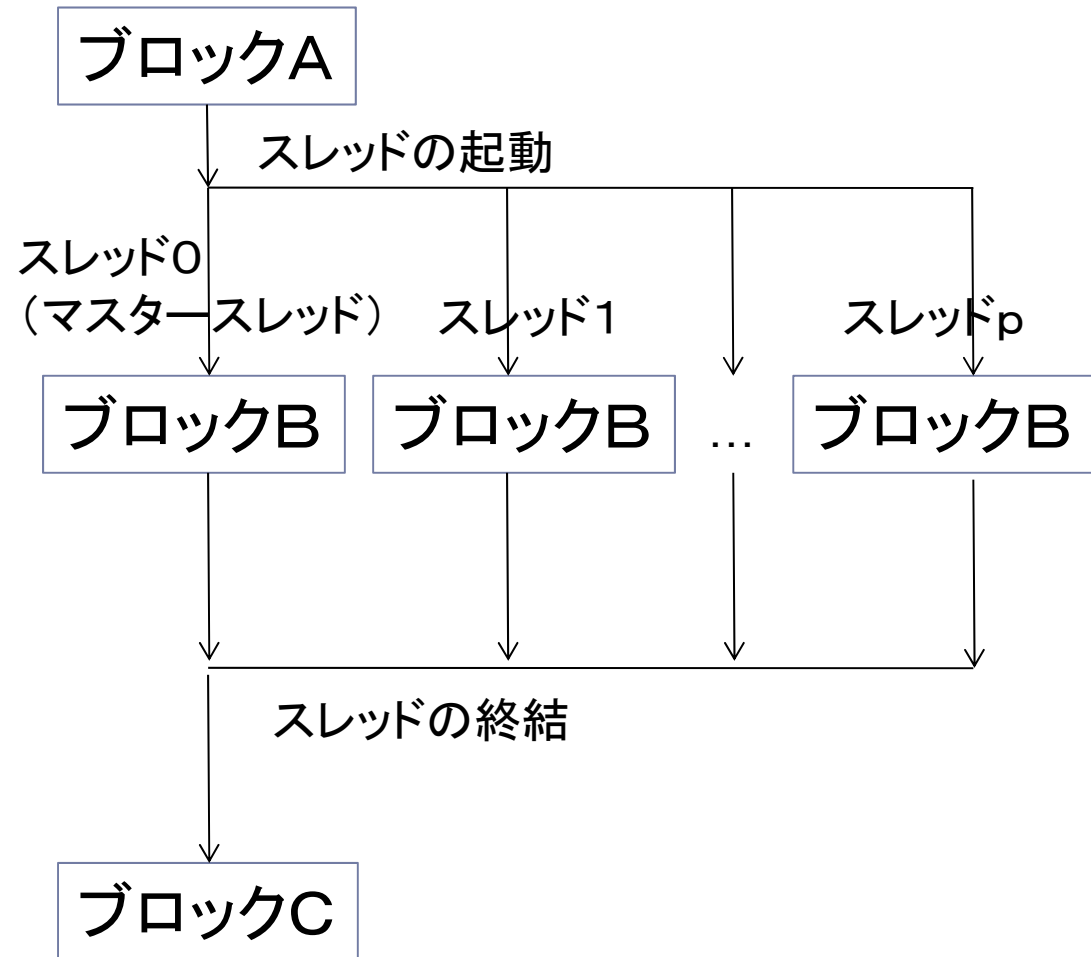 ブロックA
スレッドの起動
スレッド0
(マスタースレッド)
スレッド1
スレッドp
ブロックB
ブロックB
…
ブロックB
スレッドの終結
ブロックC